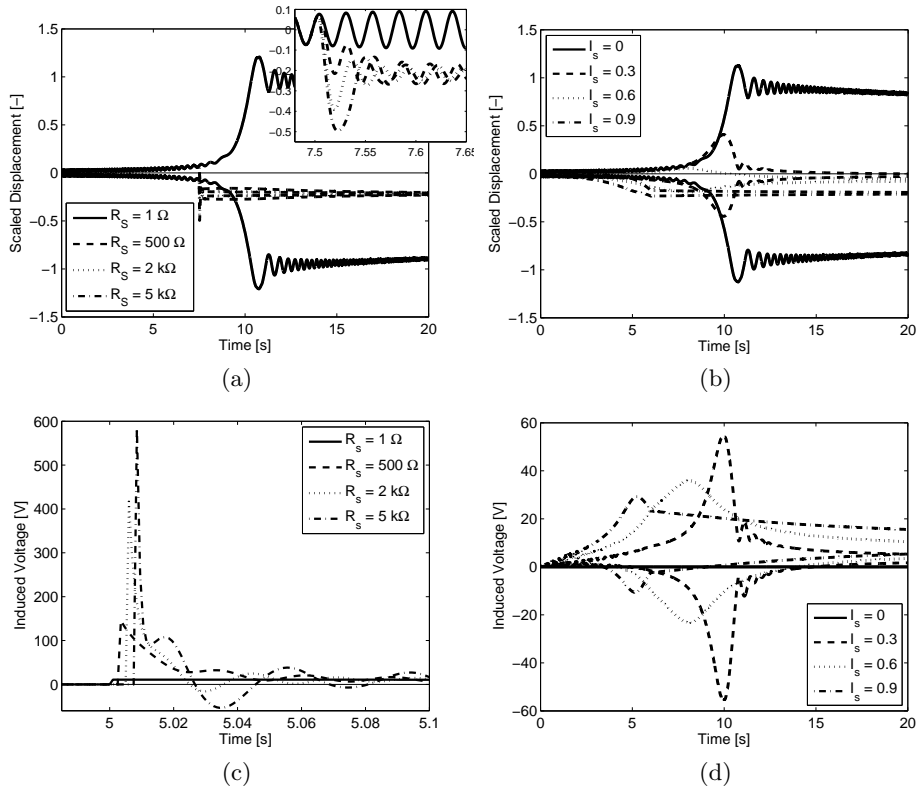 1.5
1
0.5
0
−0.5
−1
−1.5
Scaled Displacement [−]
0 5 10 15 20
Time [s]
R_S = 1 Ω
R_S = 500 Ω
R_S = 2 kΩ
R_S = 5 kΩ
0.1
0
−0.1
−0.2
−0.3
−0.4
−0.5
7.5 7.55 7.6 7.65
(a)
1.5
1
0.5
0
−0.5
−1
−1.5
Scaled Displacement [−]
0 5 10 15 20
Time [s]
I_s = 0
I_s = 0.3
I_s = 0.6
I_s = 0.9
(b)
600
500
400
300
200
100
0
Induced Voltage [V]
5 5.02 5.04 5.06 5.08 5.1
Time [s]
R_s = 1 Ω
R_s = 500 Ω
R_s = 2 kΩ
R_s = 5 kΩ
(c)
60
40
20
0
−20
−40
−60
Induced Voltage [V]
0 5 10 15 20
Time [s]
I_s = 0
I_s = 0.3
I_s = 0.6
I_s = 0.9
(d)